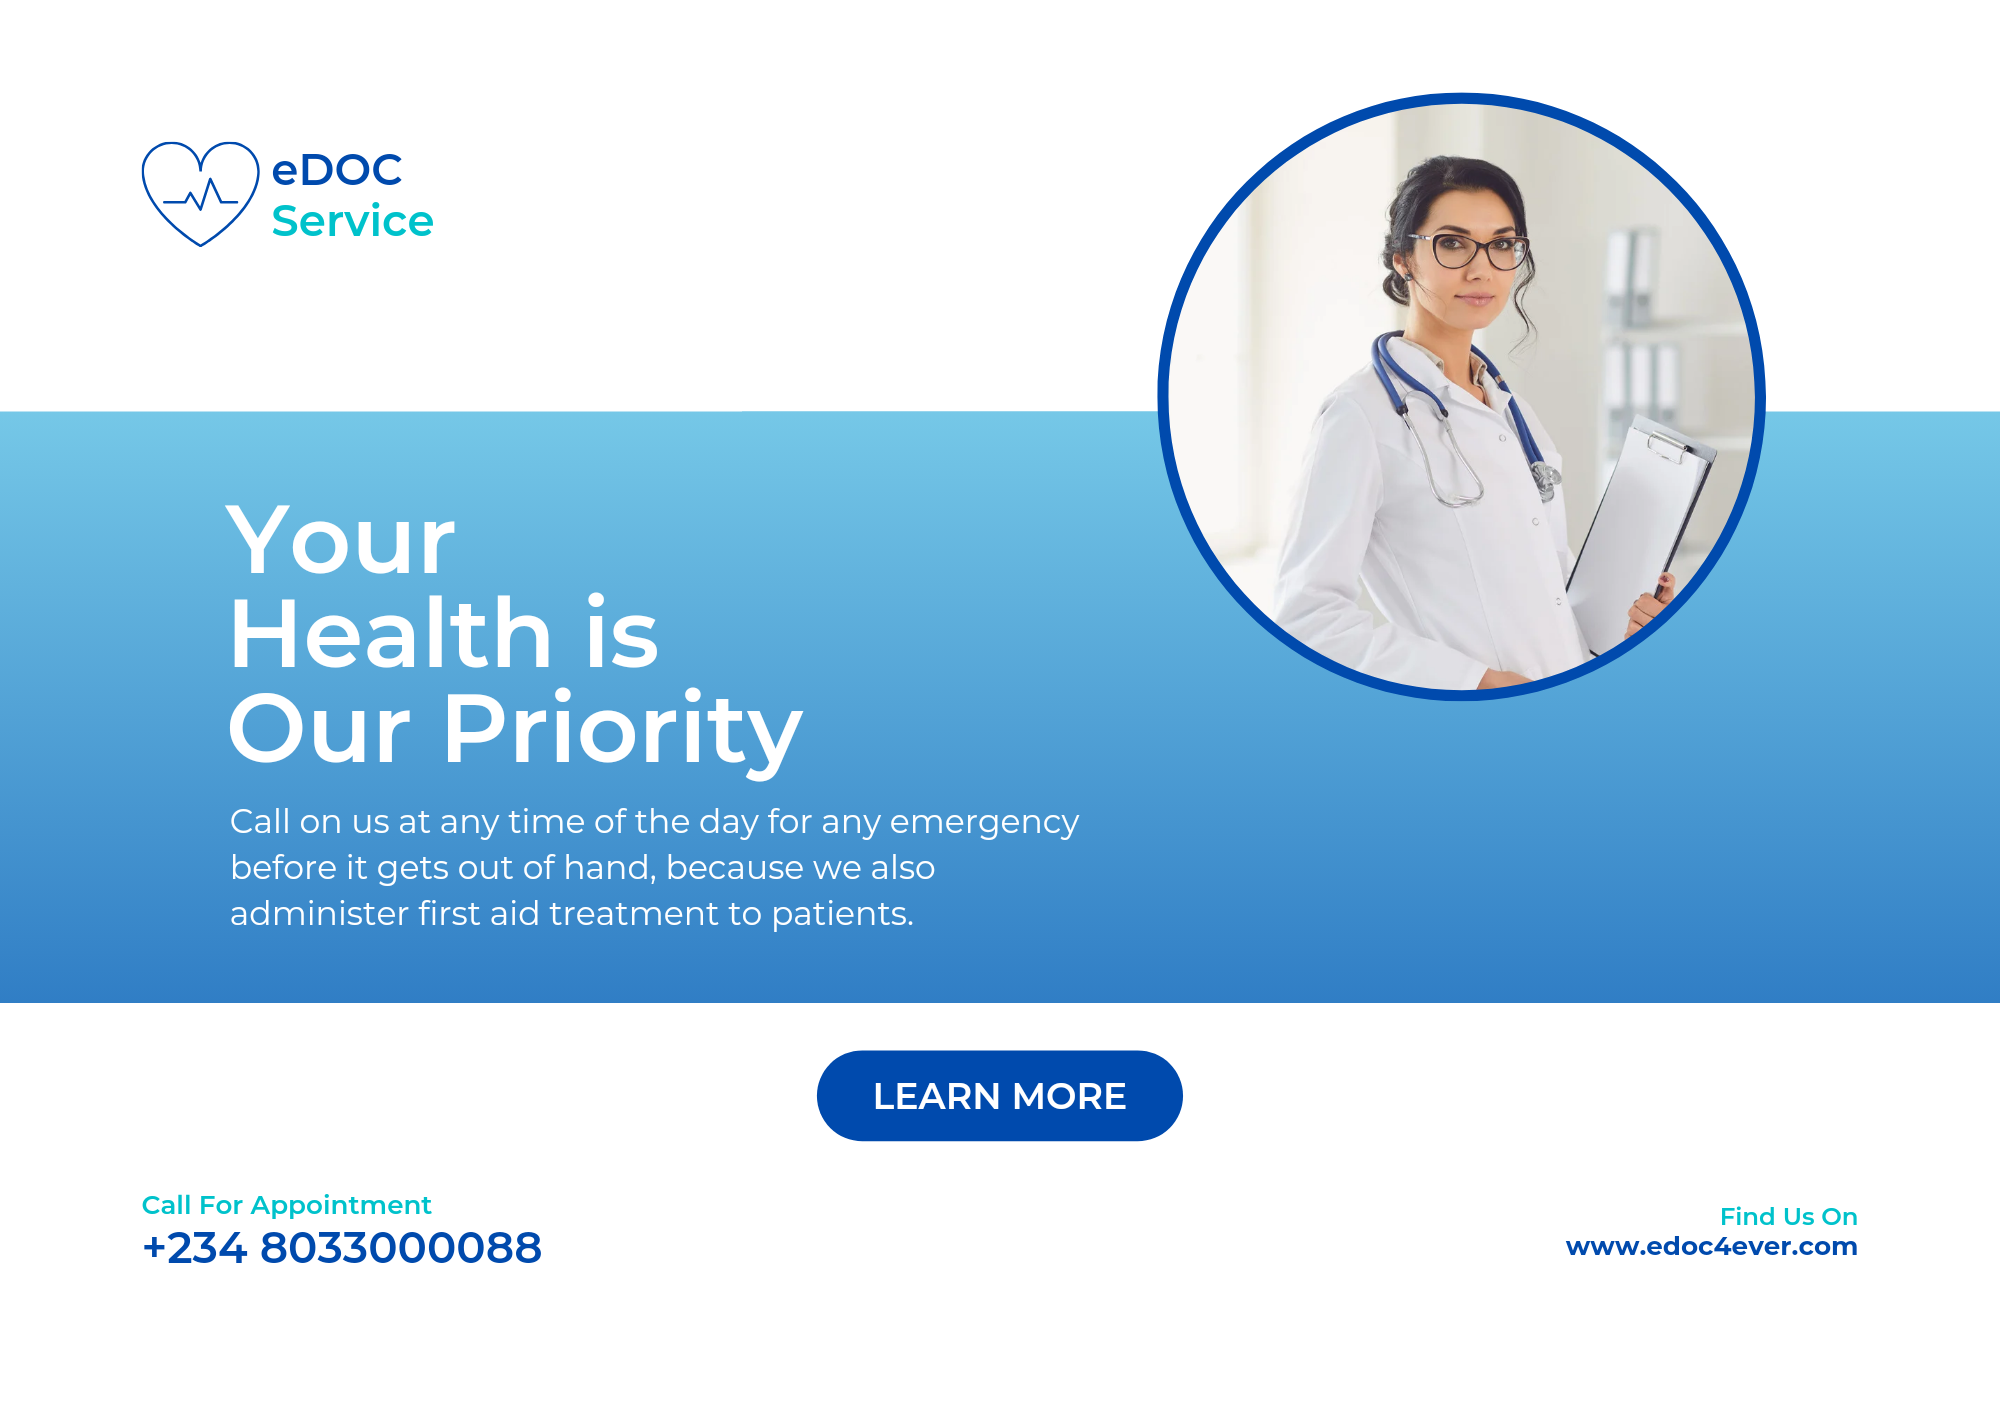 eDOC
Service
Your
Health is
Our Priority
Call on us at any time of the day for any emergency
before it gets out of hand, because we also
administer first aid treatment to patients.
LEARN MORE
Call For Appointment
+234 8033000088
Find Us On
www.edoc4ever.com